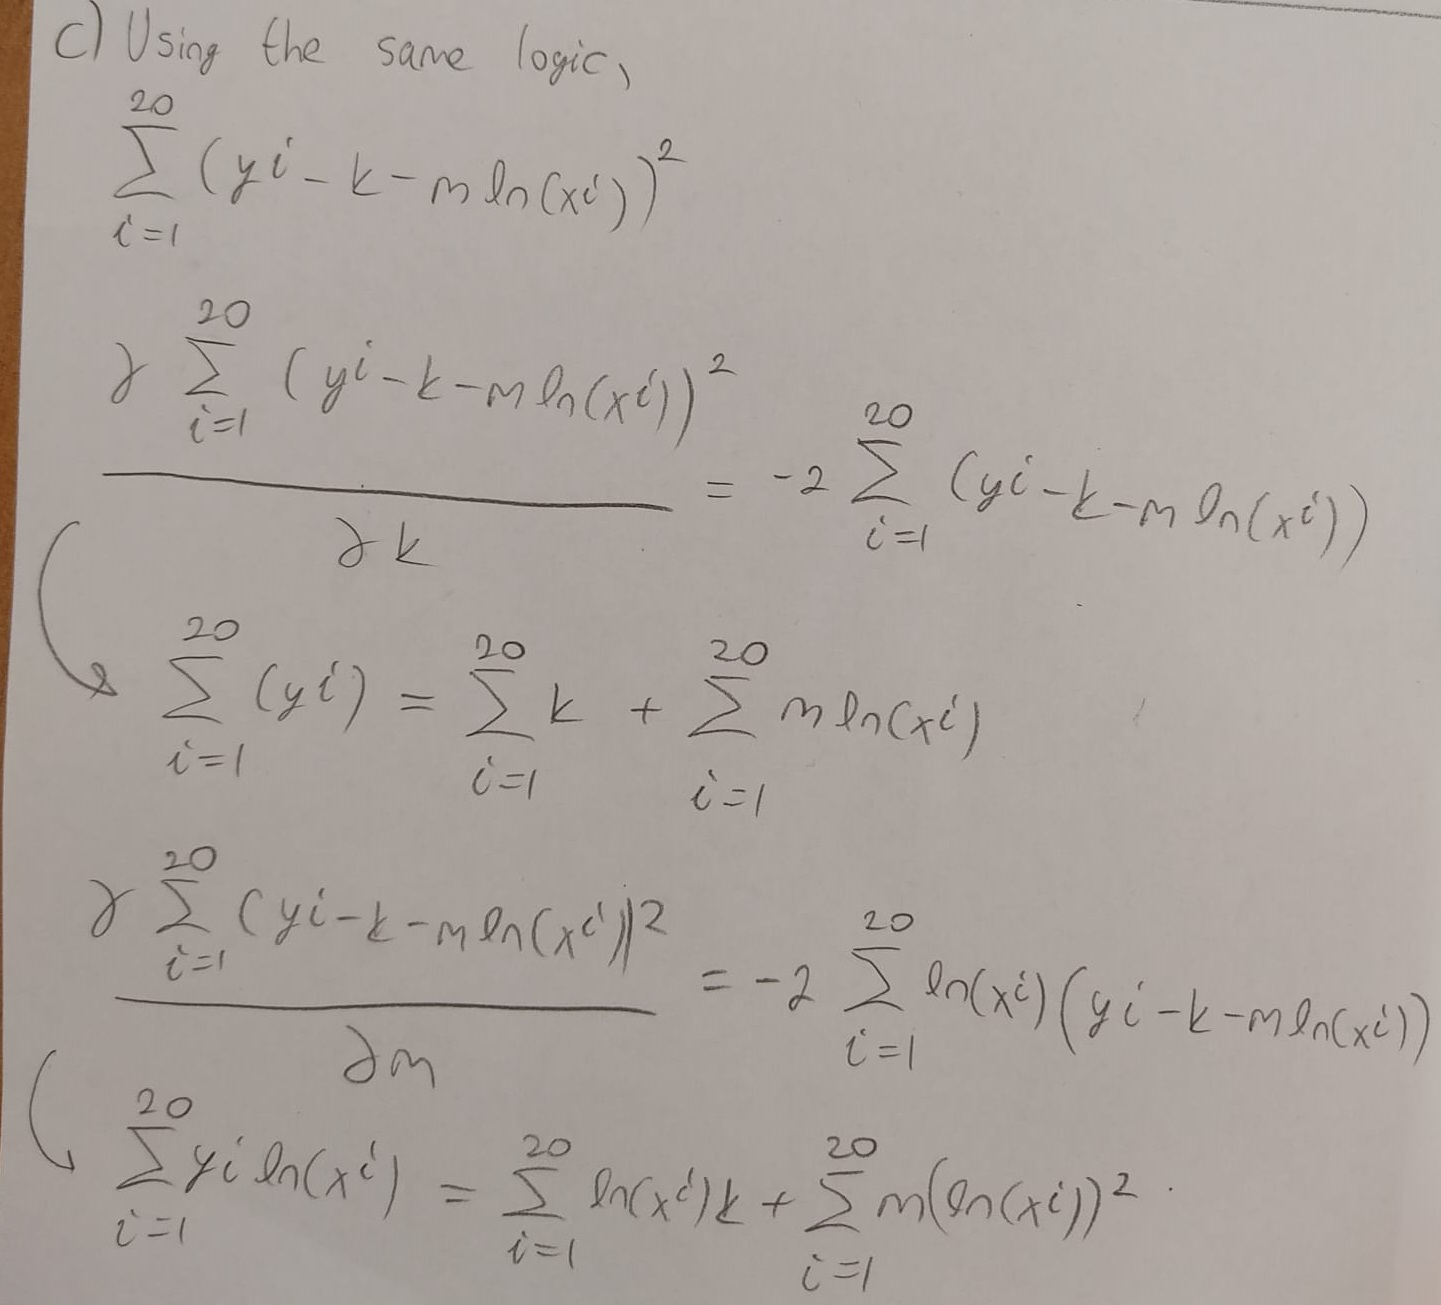 c) Using the same logic,
∑_{i=1}^{20} (yi - k - m ln(xi))^2
∂ ∑_{i=1}^{20} (yi - k - m ln(xi))^2 / ∂k = -2 ∑_{i=1}^{20} (yi - k - m ln(xi))
∑_{i=1}^{20} (yi) = ∑_{i=1}^{20} k + ∑_{i=1}^{20} m ln(xi)
∂ ∑_{i=1}^{20} (yi - k - m ln(xi))^2 / ∂m = -2 ∑_{i=1}^{20} ln(xi)(yi - k - m ln(xi))
∑_{i=1}^{20} yi ln(xi) = ∑_{i=1}^{20} ln(xi)k + ∑_{i=1}^{20} m(ln(xi))^2.